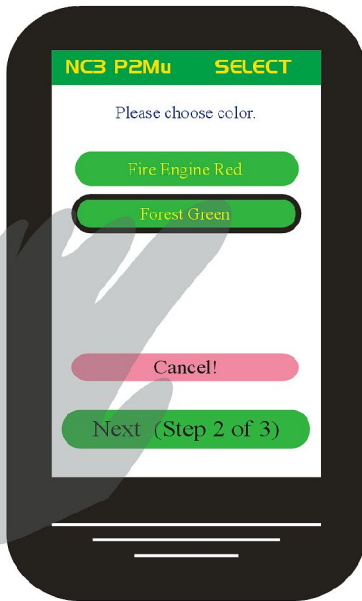 NC3 P2Mu SELECT
Please choose color.
Fire Engine Red
Forest Green
Cancel!
Next (Step 2 of 3)